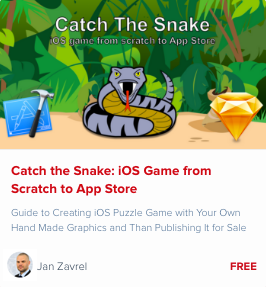 Catch The Snake
iOS game from scratch to App Store
Catch the Snake: iOS Game from
Scratch to App Store
Guide to Creating iOS Puzzle Game with Your Own
Hand Made Graphics and Than Publishing It for Sale
Jan Zavrel
FREE